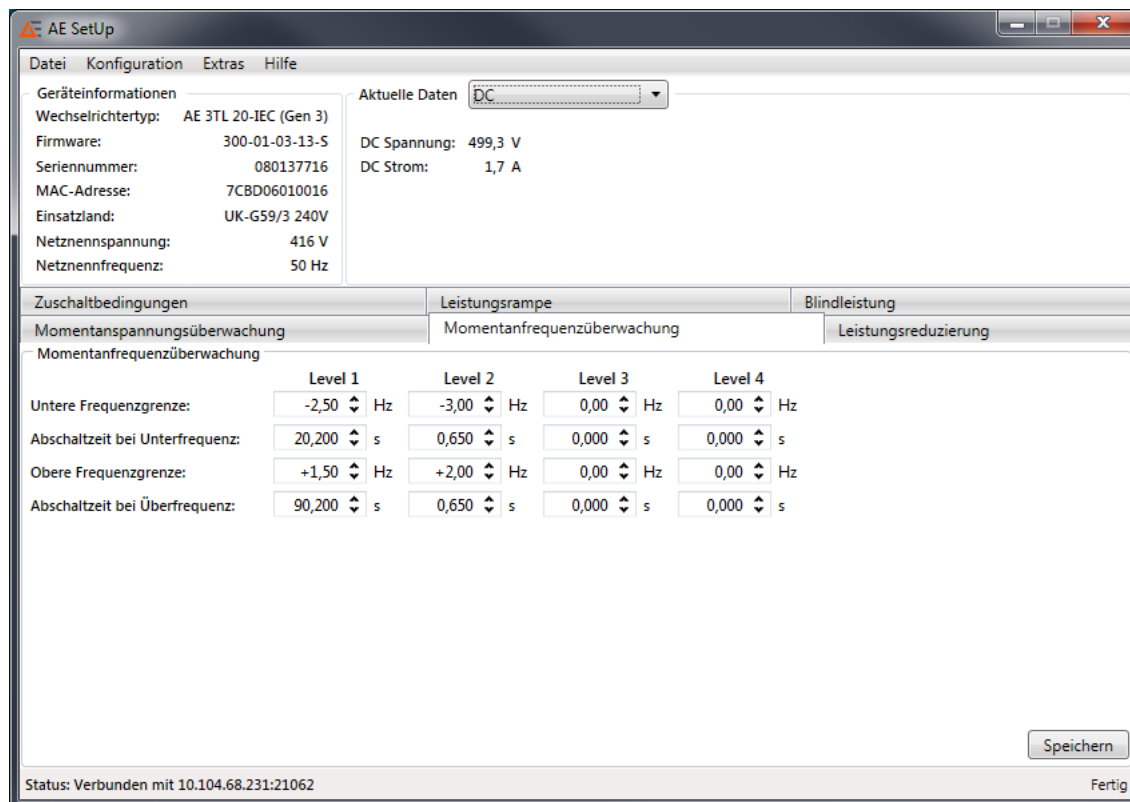 AE SetUp
Datei Konfiguration Extras Hilfe
Geräteinformationen
Wechselrichtertyp: AE 3TL 20-IEC (Gen 3)
Firmware: 300-01-03-13-S
Seriennummer: 080137716
MAC-Adresse: 7CBD06010016
Einsatzland: UK-G59/3 240V
Netznennspannung: 416 V
Netznennfrequenz: 50 Hz
Aktuelle Daten DC
DC Spannung: 499,3 V
DC Strom: 1,7 A
Zuschaltbedingungen Leistungsrampe Blindleistung
Momentanspannungsüberwachung Momentanfrequenzüberwachung Leistungsreduzierung
Momentanfrequenzüberwachung
Level 1 Level 2 Level 3 Level 4
Untere Frequenzgrenze: -2,50 Hz -3,00 Hz 0,00 Hz 0,00 Hz
Abschaltzeit bei Unterfrequenz: 20,200 s 0,650 s 0,000 s 0,000 s
Obere Frequenzgrenze: +1,50 Hz +2,00 Hz 0,00 Hz 0,00 Hz
Abschaltzeit bei Überfrequenz: 90,200 s 0,650 s 0,000 s 0,000 s
Speichern
Status: Verbunden mit 10.104.68.231:21062 Fertig